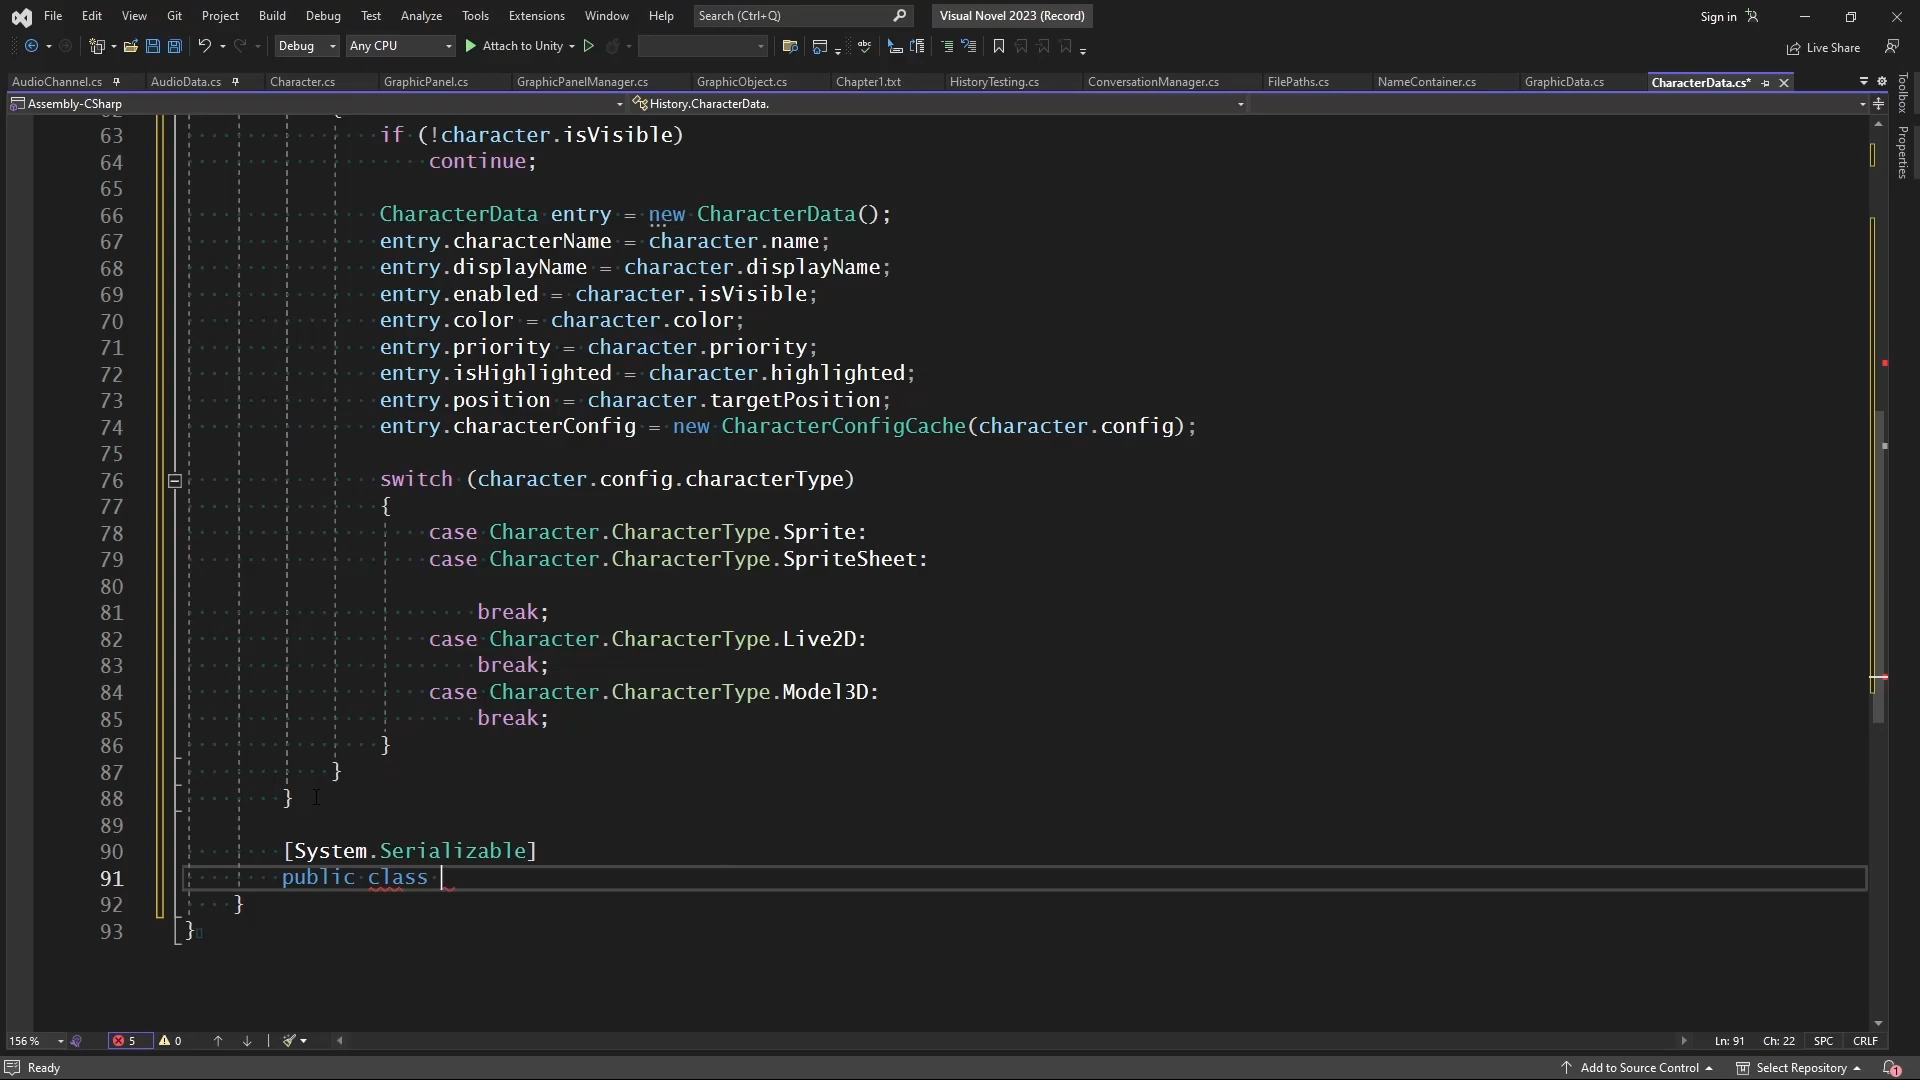 File Edit View Git Project Build Debug Test Analyze Tools Extensions Window Help Search (Ctrl+Q) Visual Novel 2023 (Record) Sign in
Debug Any CPU Attach to Unity Live Share
AudioChannel.cs AudioData.cs Character.cs GraphicPanel.cs GraphicPanelManager.cs GraphicObject.cs Chapter1.txt HistoryTesting.cs ConversationManager.cs FilePaths.cs NameContainer.cs GraphicData.cs CharacterData.cs*
Assembly-CSharp History.CharacterData.
Toolbox
Properties
63 if (!character.isVisible)
64 continue;
65
66 CharacterData entry = new CharacterData();
67 entry.characterName = character.name;
68 entry.displayName = character.displayName;
69 entry.enabled = character.isVisible;
70 entry.color = character.color;
71 entry.priority = character.priority;
72 entry.isHighlighted = character.highlighted;
73 entry.position = character.targetPosition;
74 entry.characterConfig = new CharacterConfigCache(character.config);
75
76 switch (character.config.characterType)
77 {
78 case Character.CharacterType.Sprite:
79 case Character.CharacterType.SpriteSheet:
80
81 break;
82 case Character.CharacterType.Live2D:
83 break;
84 case Character.CharacterType.Model3D:
85 break;
86 }
87 }
88 }
89
90 [System.Serializable]
91 public class
92 }
93 }
156 % 5 0 Ln: 91 Ch: 22 SPC CRLF
Ready Add to Source Control Select Repository 1